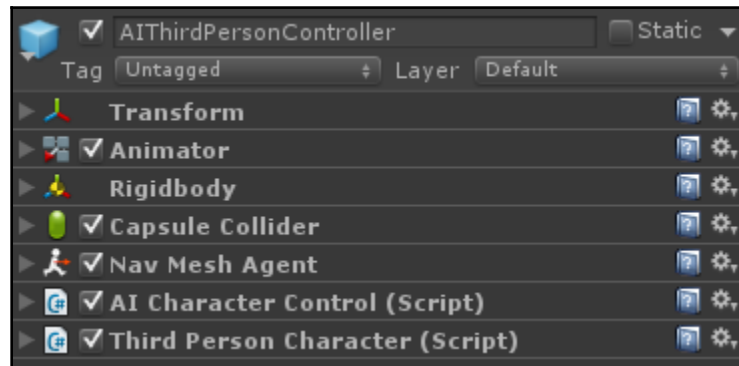 AIThirdPersonController Static
Tag Untagged Layer Default
Transform
Animator
Rigidbody
Capsule Collider
Nav Mesh Agent
AI Character Control (Script)
Third Person Character (Script)